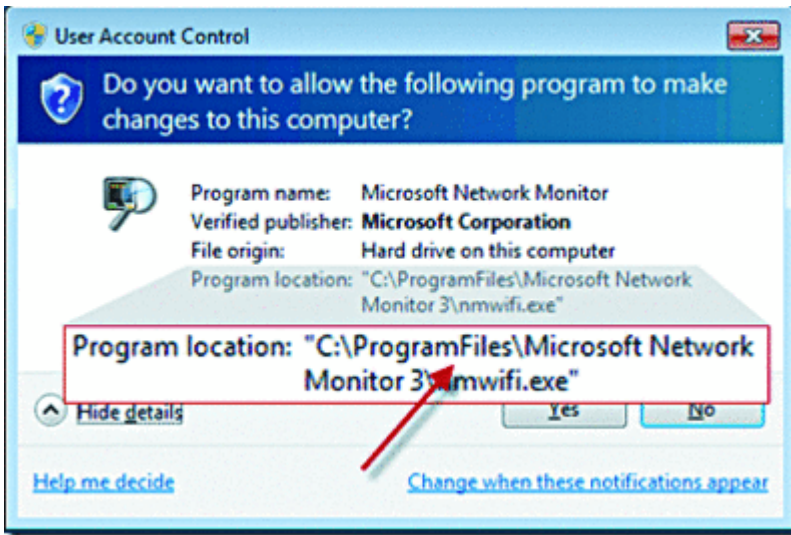 User Account Control
Do you want to allow the following program to make
changes to this computer?
Program name: Microsoft Network Monitor
Verified publisher: Microsoft Corporation
File origin: Hard drive on this computer
Program location: "C:\ProgramFiles\Microsoft Network
Monitor 3\nmwifi.exe"
Program location: "C:\ProgramFiles\Microsoft Network
Monitor 3\nmwifi.exe"
Hide details
Yes
No
Help me decide
Change when these notifications appear